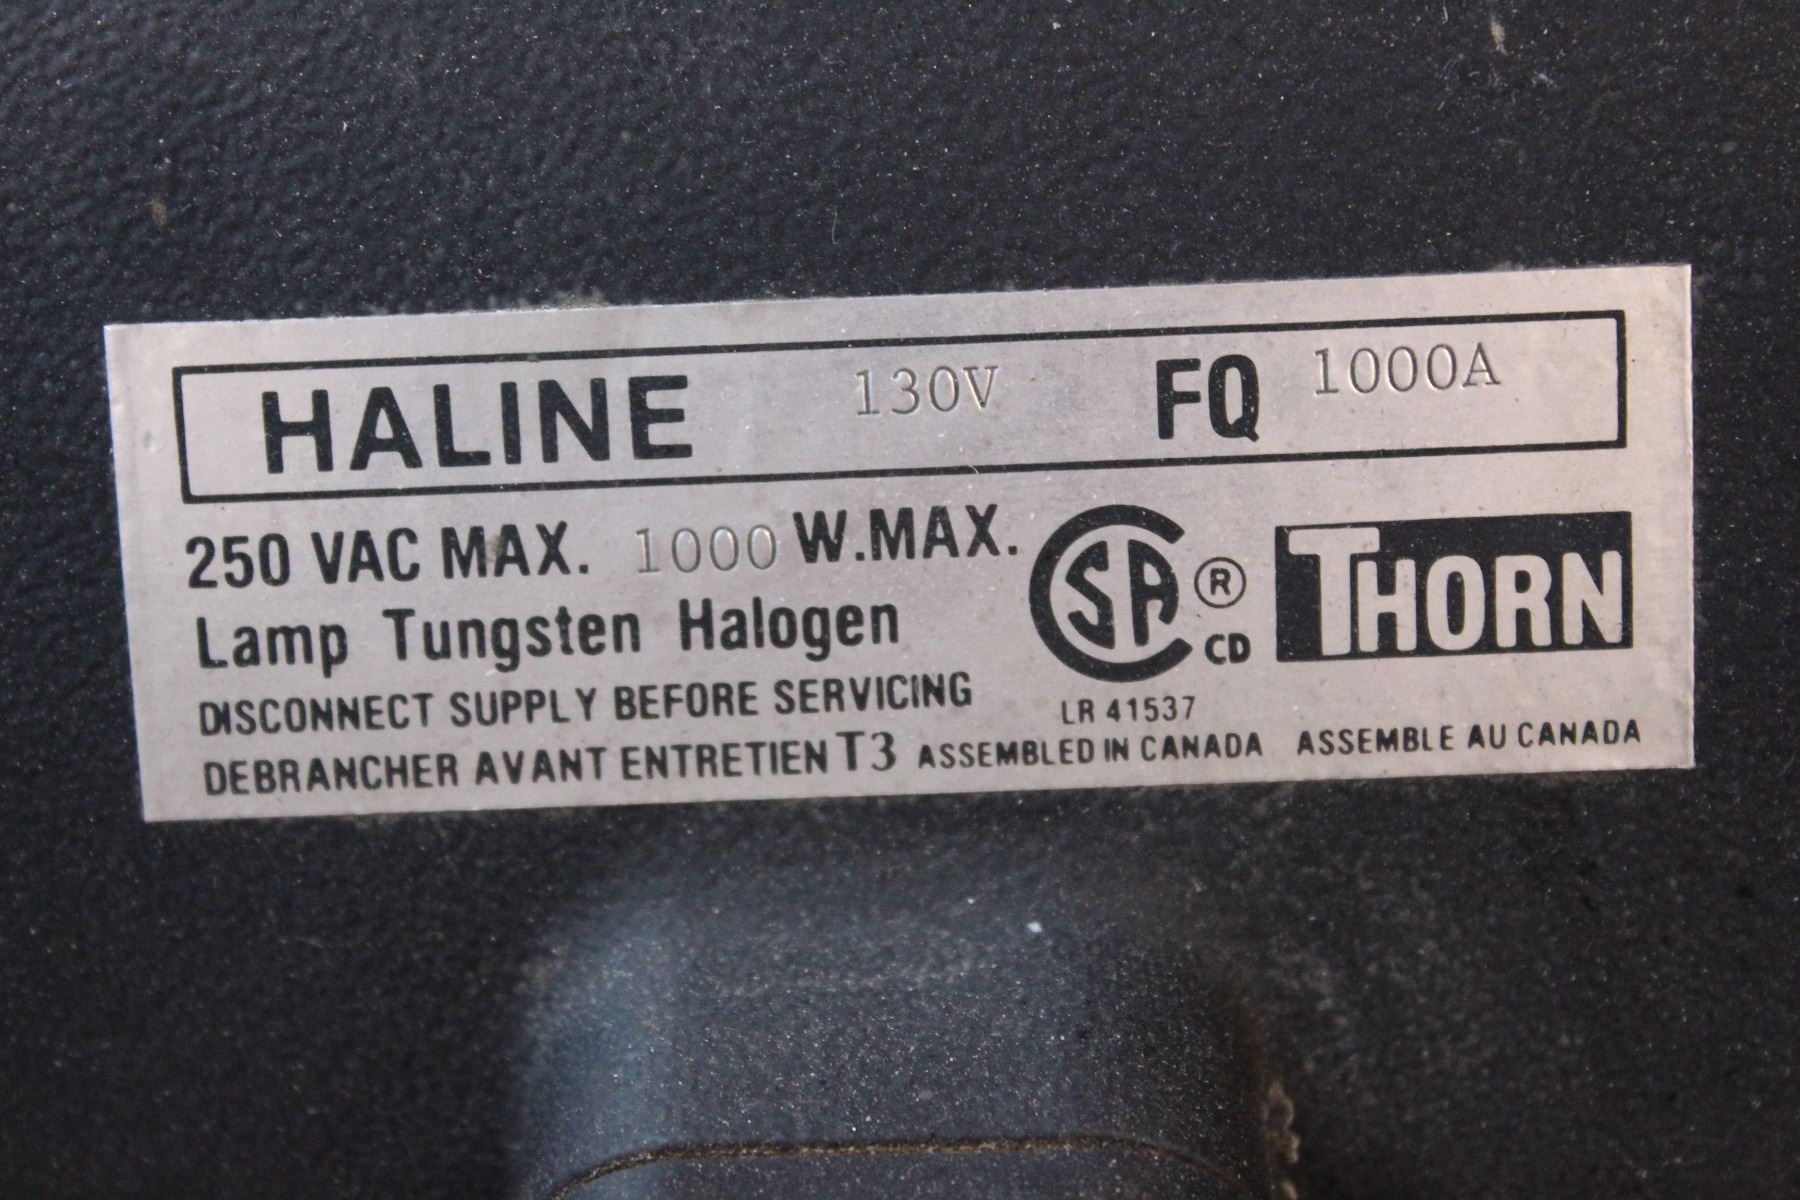 HALINE 130V FQ 1000A
250 VAC MAX. 1000 W.MAX.
Lamp Tungsten Halogen
DISCONNECT SUPPLY BEFORE SERVICING
DEBRANCHER AVANT ENTRETIEN T3
SA ® CD
LR 41537
THORN
ASSEMBLED IN CANADA ASSEMBLE AU CANADA